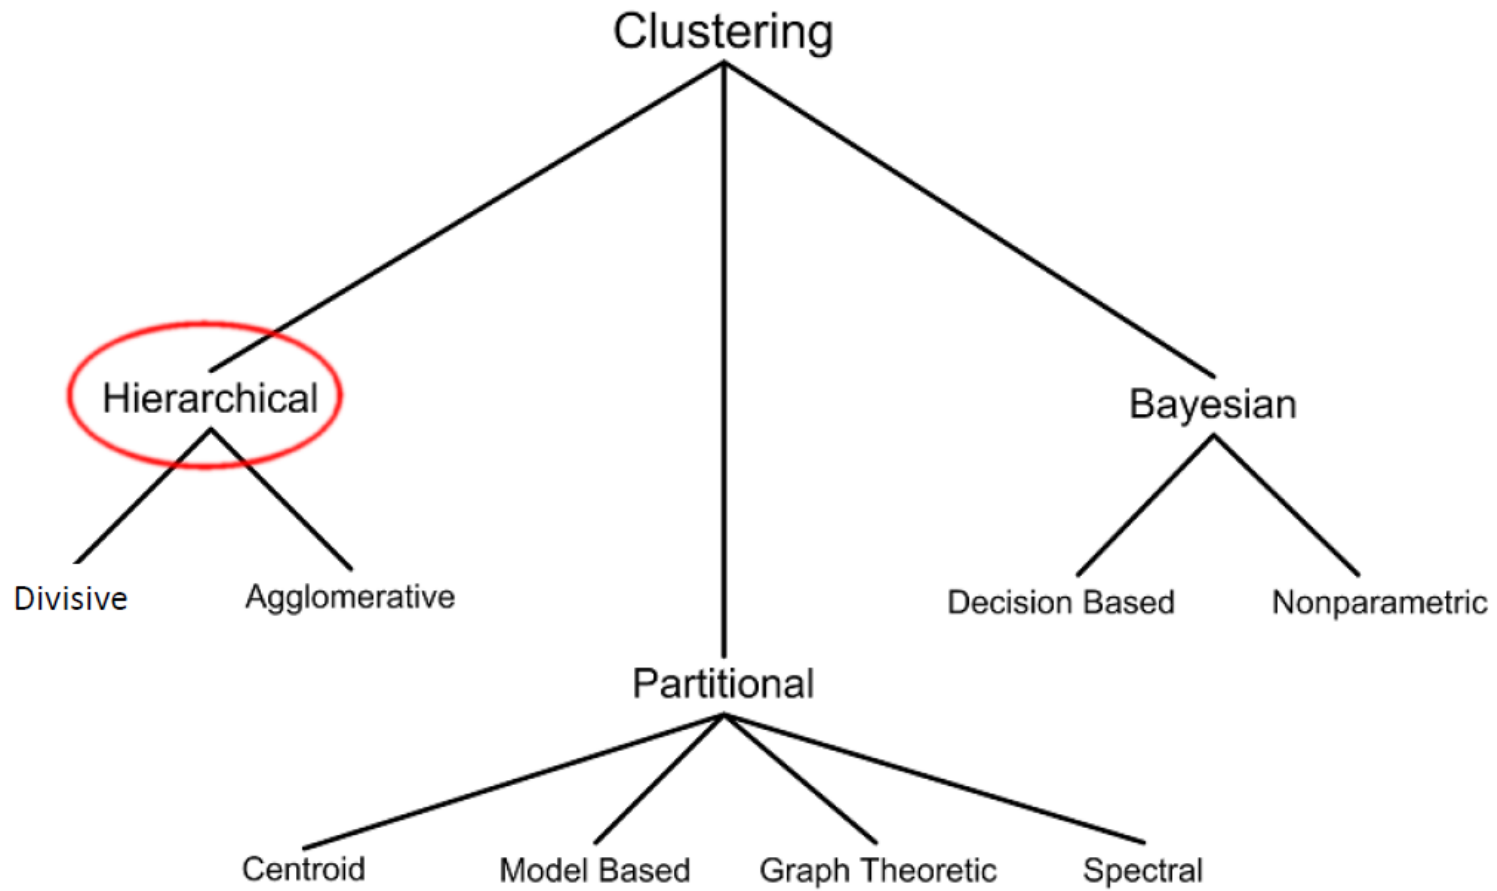 Clustering
Hierarchical
Bayesian
Divisive
Agglomerative
Decision Based
Nonparametric
Partitional
Centroid
Model Based
Graph Theoretic
Spectral